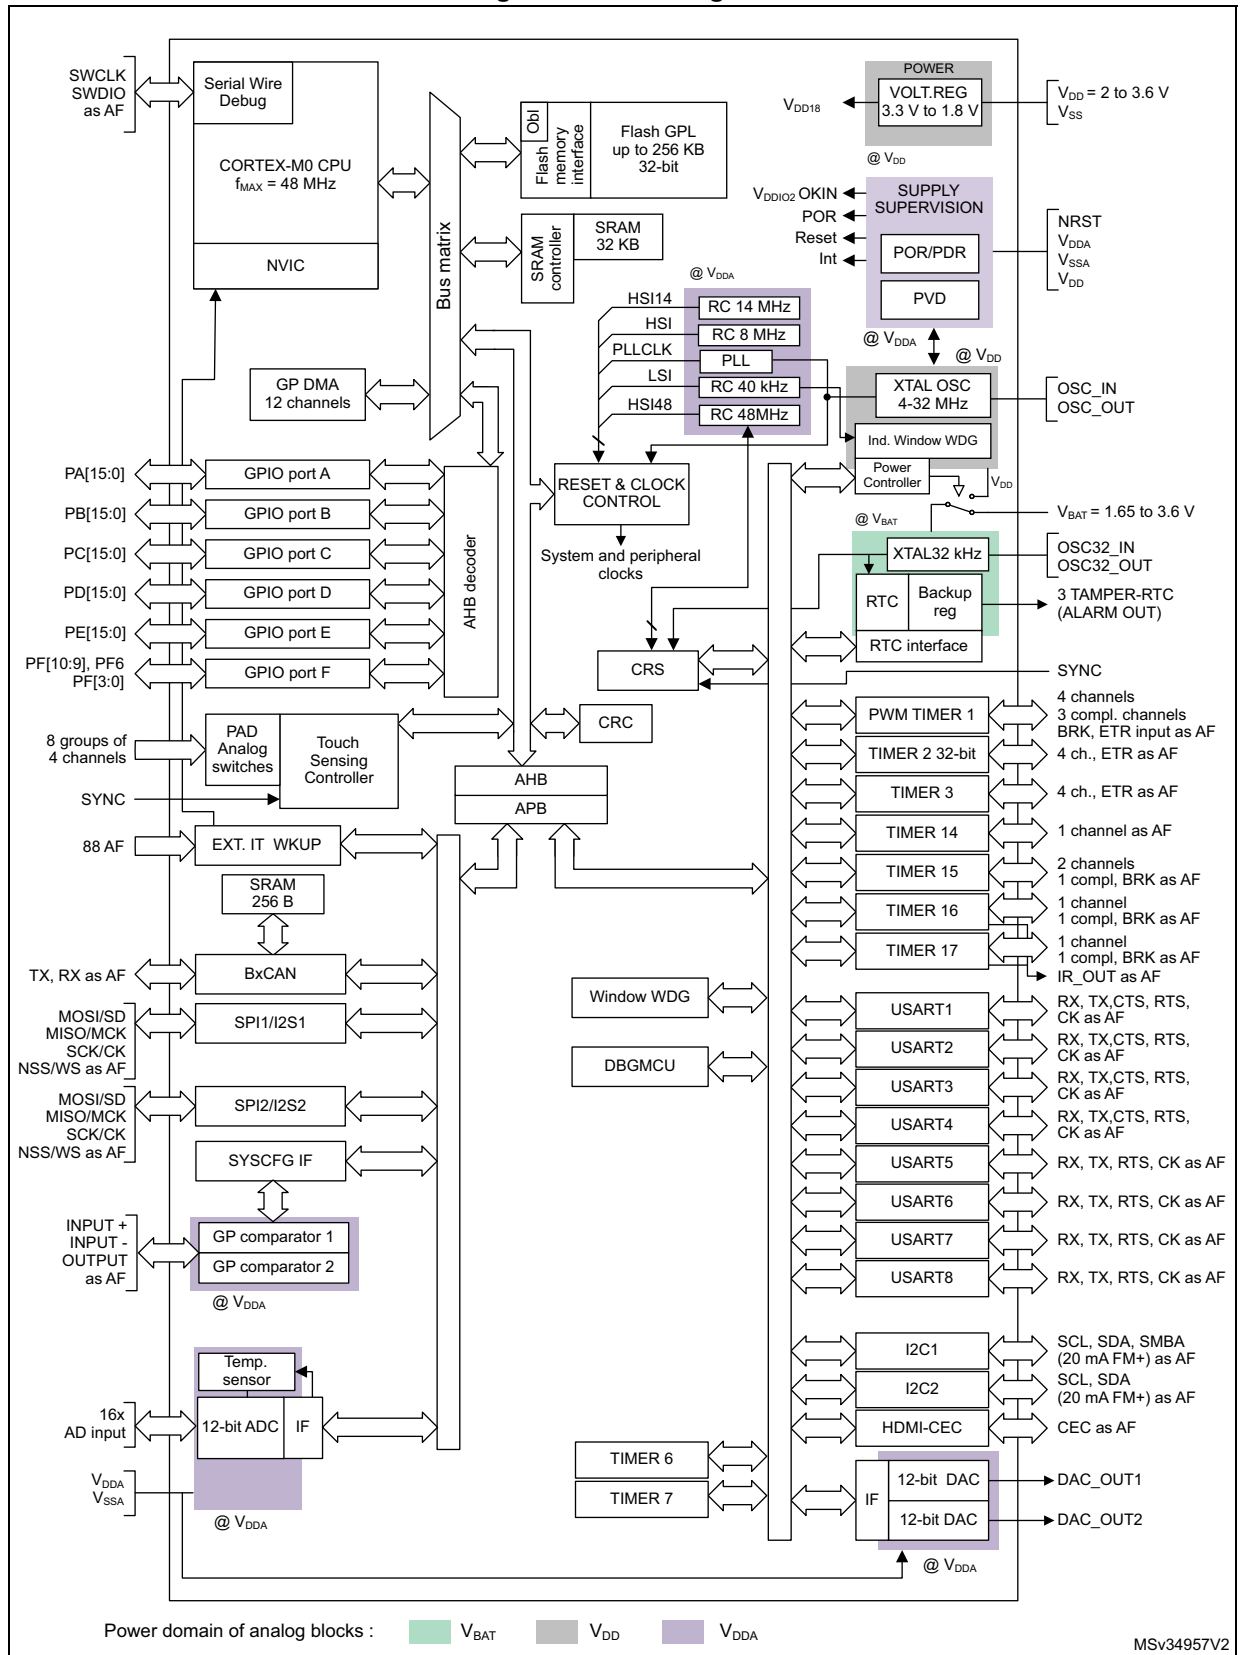 SWCLK
SWDIO
as AF
Serial Wire
Debug
CORTEX-M0 CPU
fMAX = 48 MHz
NVIC
Bus matrix
Obl
Flash
memory
interface
Flash GPL
up to 256 KB
32-bit
SRAM
controller
SRAM
32 KB
POWER
VOLT.REG
3.3 V to 1.8 V
VDD18
VDD = 2 to 3.6 V
VSS
@ VDD
VDDIO2 OKIN
POR
Reset
Int
SUPPLY
SUPERVISION
POR/PDR
PVD
NRST
VDDA
VSSA
VDD
@ VDDA
@ VDDA
@ VDD
HSI14
HSI
PLLCLK
LSI
HSI48
RC 14 MHz
RC 8 MHz
PLL
RC 40 kHz
RC 48MHz
XTAL OSC
4-32 MHz
OSC_IN
OSC_OUT
Ind. Window WDG
Power
Controller
VDD
VBAT = 1.65 to 3.6 V
@ VBAT
GP DMA
12 channels
PA[15:0]
GPIO port A
PB[15:0]
GPIO port B
PC[15:0]
GPIO port C
PD[15:0]
GPIO port D
PE[15:0]
GPIO port E
PF[10:9], PF6
PF[3:0]
GPIO port F
AHB decoder
RESET & CLOCK
CONTROL
System and peripheral
clocks
XTAL32 kHz
OSC32_IN
OSC32_OUT
RTC
Backup
reg
3 TAMPER-RTC
(ALARM OUT)
RTC interface
CRS
SYNC
8 groups of
4 channels
PAD
Analog
switches
Touch
Sensing
Controller
SYNC
CRC
AHB
APB
88 AF
EXT. IT WKUP
SRAM
256 B
TX, RX as AF
BxCAN
MOSI/SD
MISO/MCK
SCK/CK
NSS/WS as AF
SPI1/I2S1
MOSI/SD
MISO/MCK
SCK/CK
NSS/WS as AF
SPI2/I2S2
SYSCFG IF
INPUT +
INPUT -
OUTPUT
as AF
GP comparator 1
GP comparator 2
@ VDDA
Temp.
sensor
16x
AD input
12-bit ADC
IF
VDDA
VSSA
@ VDDA
Window WDG
DBGMCU
TIMER 6
TIMER 7
PWM TIMER 1
4 channels
3 compl. channels
BRK, ETR input as AF
TIMER 2 32-bit
4 ch., ETR as AF
TIMER 3
4 ch., ETR as AF
TIMER 14
1 channel as AF
TIMER 15
2 channels
1 compl, BRK as AF
TIMER 16
1 channel
1 compl, BRK as AF
TIMER 17
1 channel
1 compl, BRK as AF
IR_OUT as AF
USART1
RX, TX,CTS, RTS,
CK as AF
USART2
RX, TX,CTS, RTS,
CK as AF
USART3
RX, TX,CTS, RTS,
CK as AF
USART4
RX, TX,CTS, RTS,
CK as AF
USART5
RX, TX, RTS, CK as AF
USART6
RX, TX, RTS, CK as AF
USART7
RX, TX, RTS, CK as AF
USART8
RX, TX, RTS, CK as AF
I2C1
SCL, SDA, SMBA
(20 mA FM+) as AF
I2C2
SCL, SDA
(20 mA FM+) as AF
HDMI-CEC
CEC as AF
IF
12-bit DAC
DAC_OUT1
12-bit DAC
DAC_OUT2
@ VDDA
Power domain of analog blocks :
VBAT
VDD
VDDA
MSv34957V2